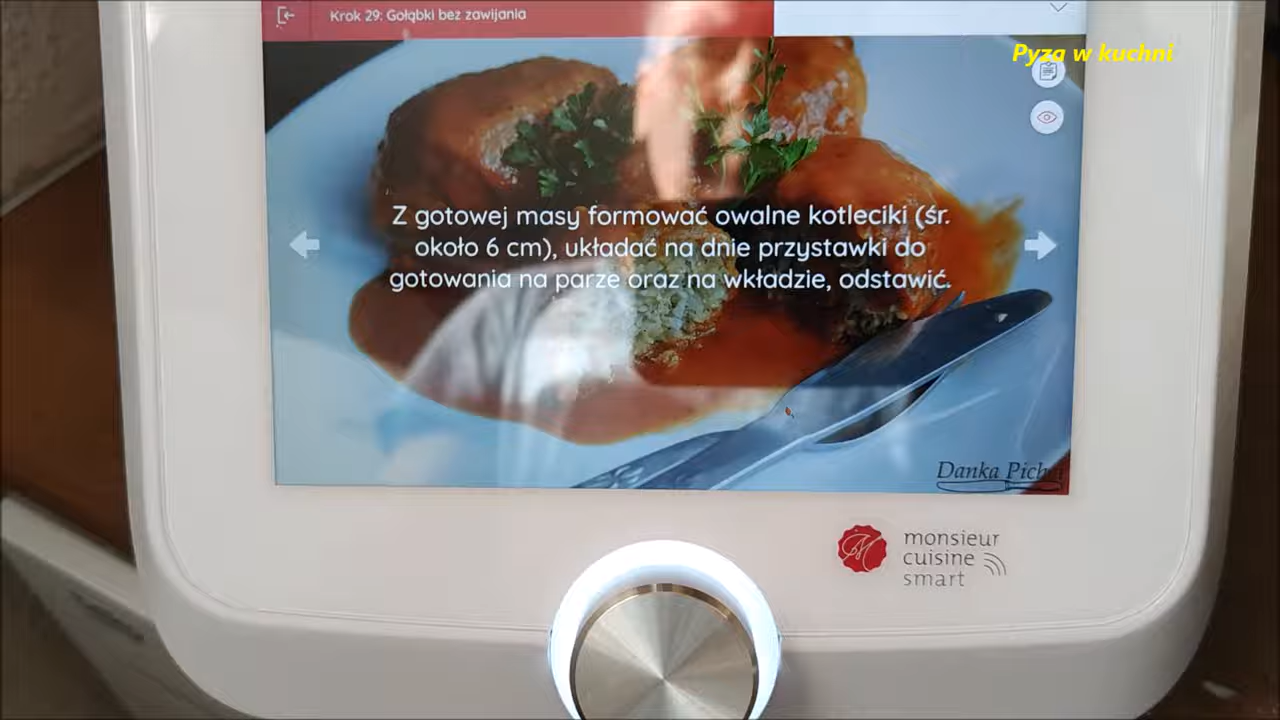 Krok 29: Gołąbki bez zawijania
Pyza w kuchni
Z gotowej masy formować owalne kotleciki (śr.
około 6 cm), układać na dnie przystawki do
gotowania na parze oraz na wkładzie, odstawić.
Danka
monsieur
cuisine
smart